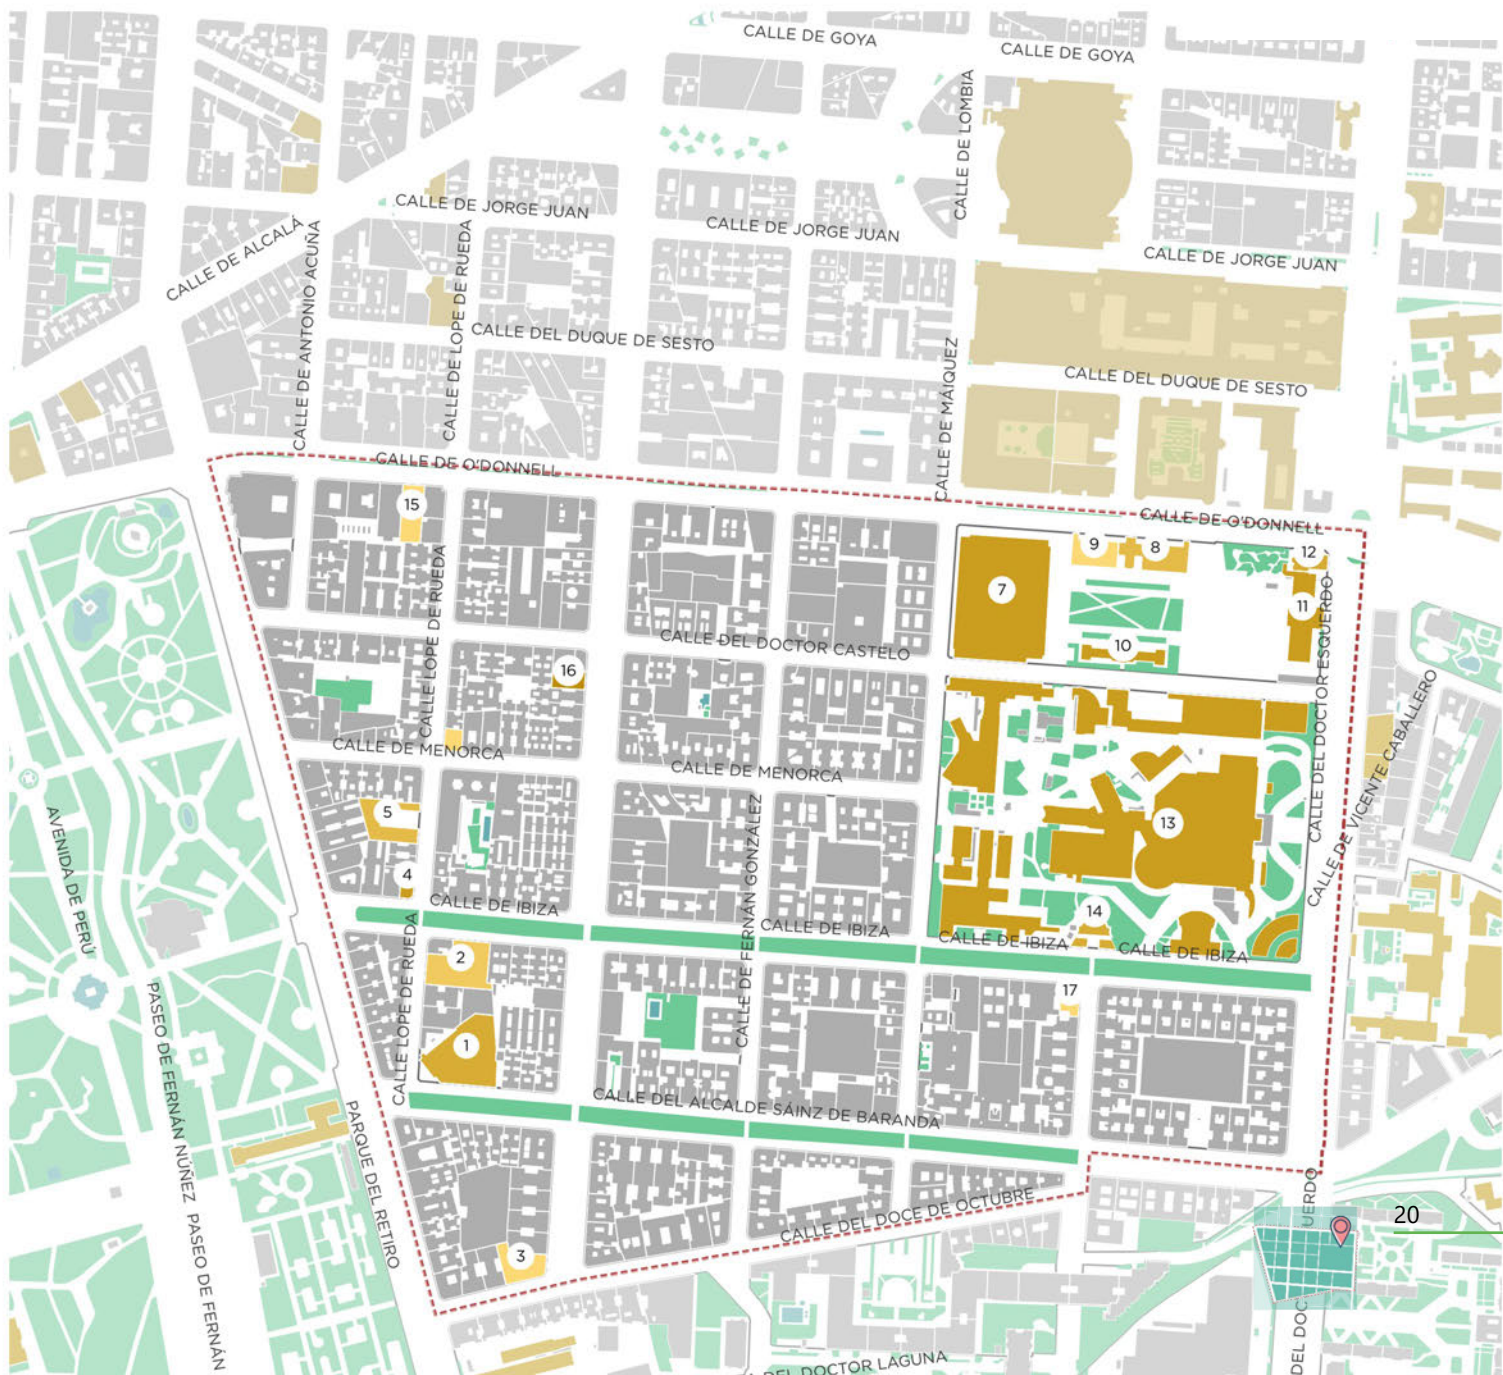 CALLE DE GOYA
CALLE DE GOYA
CALLE DE LOMBIA
CALLE DE JORGE JUAN
CALLE DE JORGE JUAN
CALLE DE JORGE JUAN
CALLE DE ALCALÁ
CALLE DE ANTONIO ACUÑA
CALLE DE LOPE DE RUEDA
CALLE DEL DUQUE DE SESTO
CALLE DE MÁIQUEZ
CALLE DEL DUQUE DE SESTO
CALLE DE O'DONNELL
CALLE DE O'DONNELL
15
9
8
12
7
11
10
CALLE LOPE DE RUEDA
CALLE DEL DOCTOR CASTELO
CALLE DEL DOCTOR ESQUERDO
16
CALLE DE MENORCA
CALLE DE MENORCA
CALLE DE VICENTE CABALLERO
5
13
4
AVENIDA DE PERÚ
CALLE DE FERNÁN GONZÁLEZ
CALLE DE IBIZA
14
CALLE DE IBIZA
CALLE DE IBIZA
CALLE DE IBIZA
CALLE LOPE DE RUEDA
2
17
1
PASEO DE FERNÁN NÚÑEZ
PASEO DE FERNÁN
CALLE DEL ALCALDE SÁINZ DE BARANDA
PARQUE DEL RETIRO
CALLE DEL DOCE DE OCTUBRE
3
UERDO
20
DEL DOC
DEL DOCTOR LAGUNA